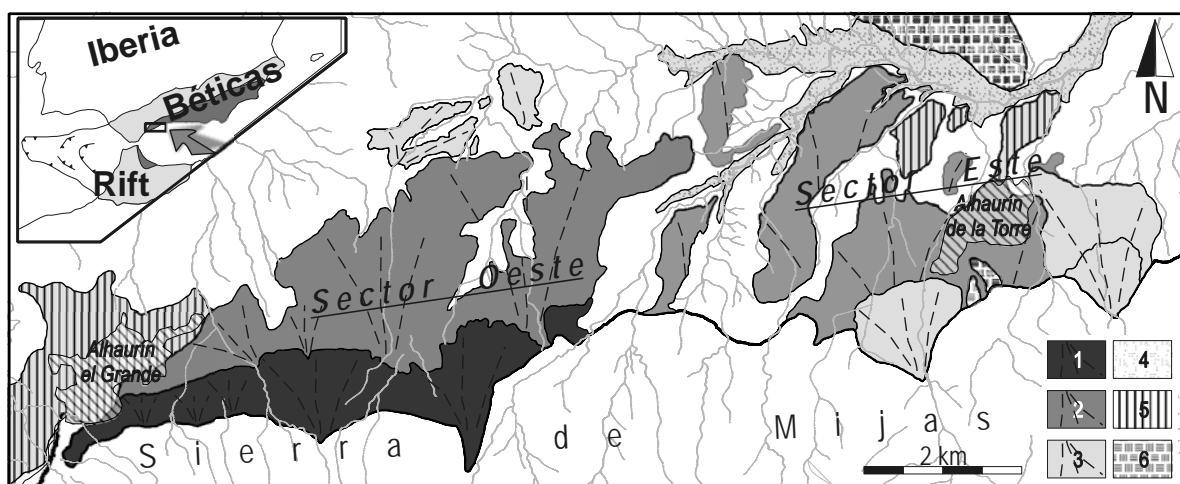 Iberia
Béticas
Rift
N
Sector Este
Alhaurín
de la Torre
Sector Oeste
Alhaurín
el Grande
Sierra de Mijas
1
2
3
4
5
6
2 km